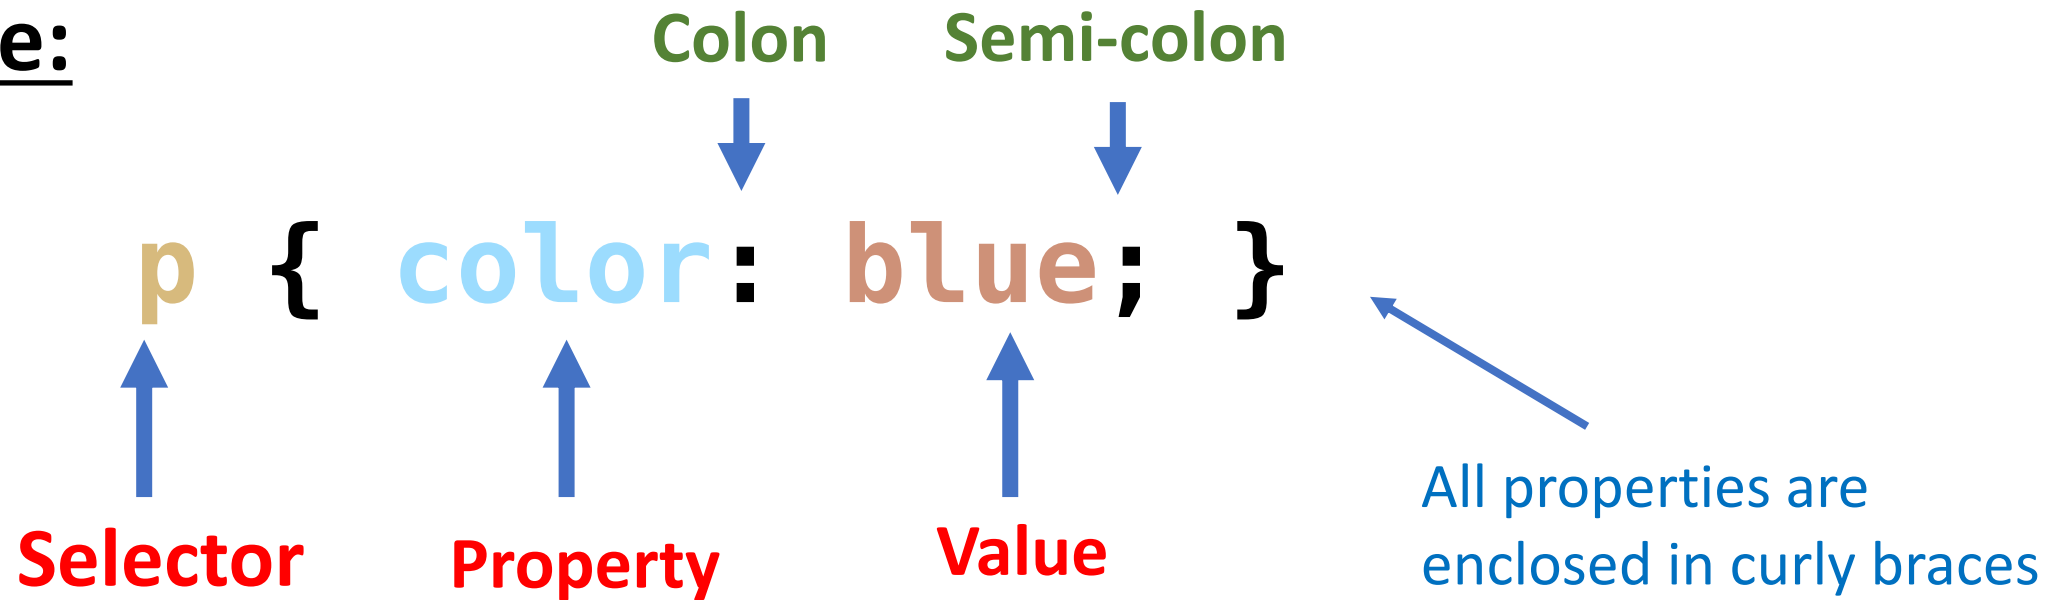 e:
Colon Semi-colon
p { color: blue; }
Selector Property Value
All properties are
enclosed in curly braces